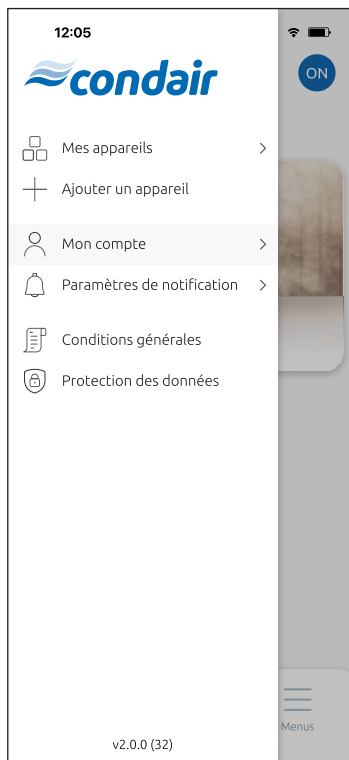 12:05
condair
ON
Mes appareils
Ajouter un appareil
Mon compte
Paramètres de notification
Conditions générales
Protection des données
Menus
v2.0.0 (32)